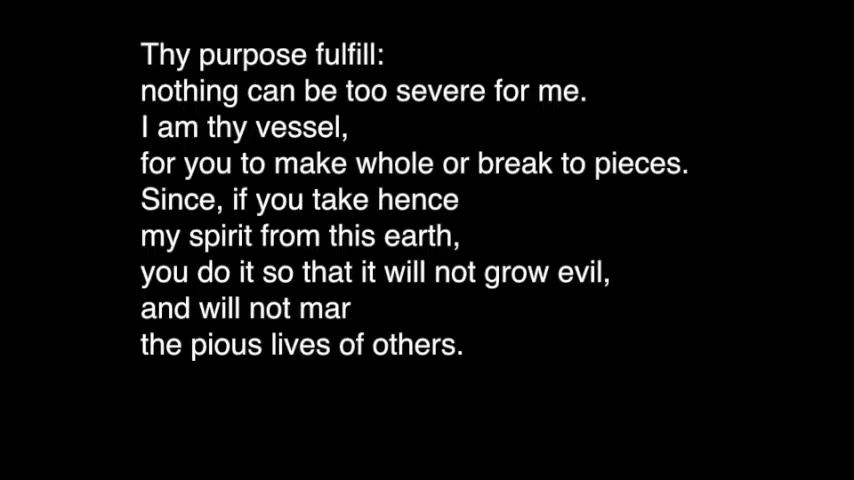 Thy purpose fulfill:
nothing can be too severe for me.
I am thy vessel,
for you to make whole or break to pieces.
Since, if you take hence
my spirit from this earth,
you do it so that it will not grow evil,
and will not mar
the pious lives of others.